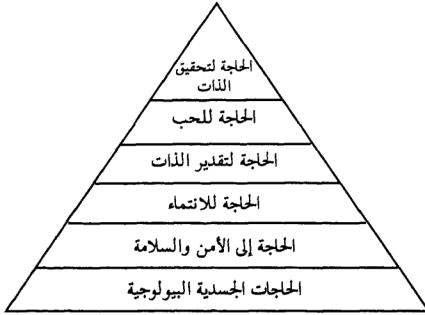 الحاجة لتحقيق
الذات
الحاجة للحب
الحاجة لتقدير الذات
الحاجة للانتماء
الحاجة إلى الأمن والسلامة
الحاجات الجسدية البيولوجية